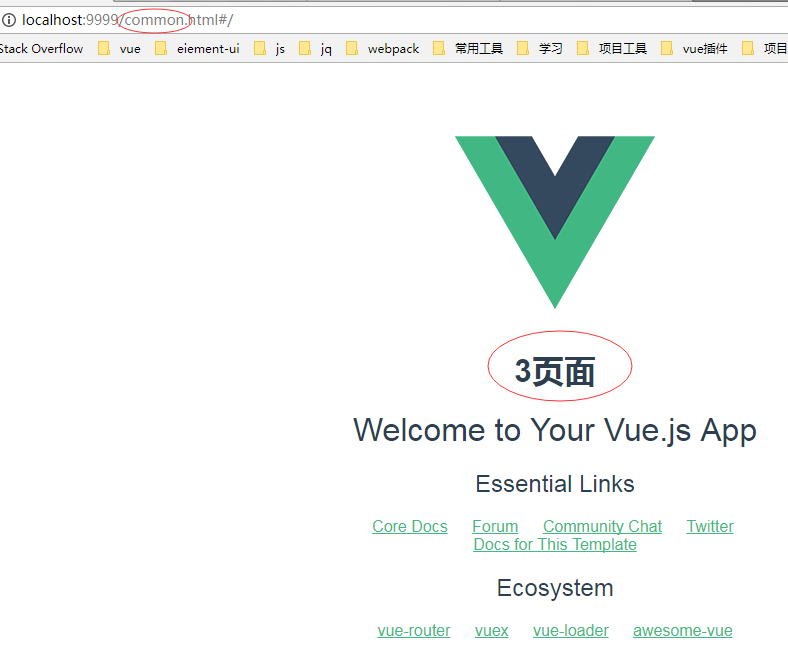 localhost:9999/common.html#/
Stack Overflow vue eiement-ui js jq webpack 常用工具 学习 项目工具 vue插件 项目
3页面
Welcome to Your Vue.js App
Essential Links
Core Docs Forum Community Chat Twitter
Docs for This Template
Ecosystem
vue-router vuex vue-loader awesome-vue